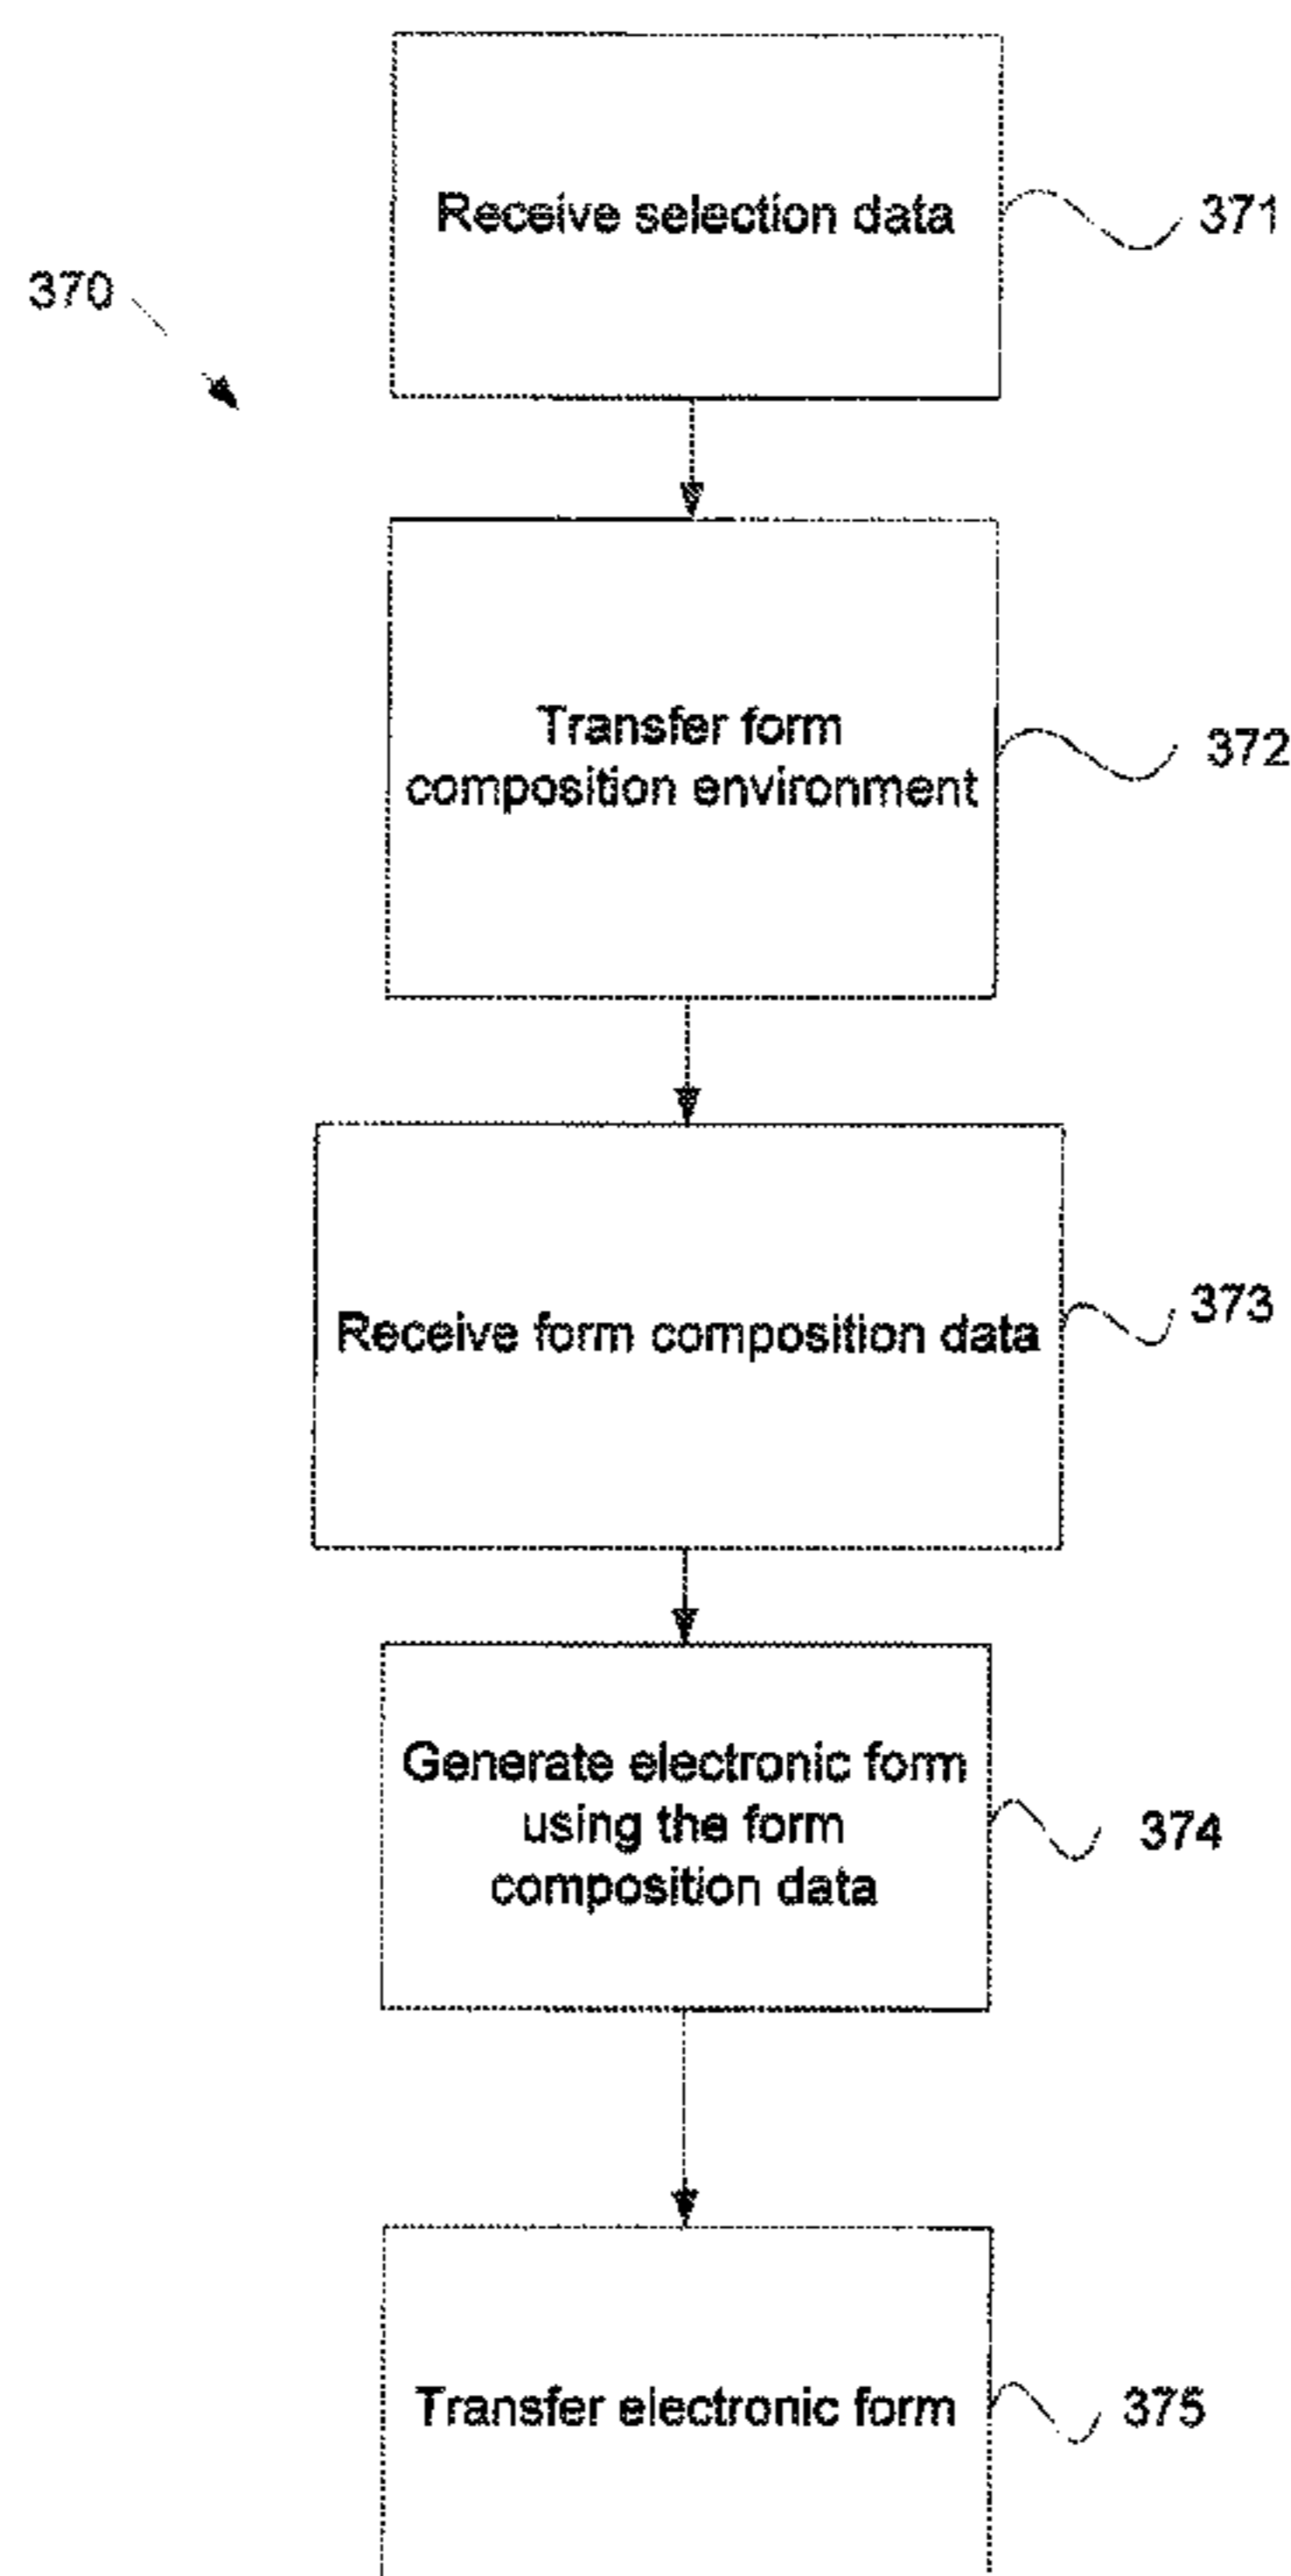 Receive selection data
371
370
Transfer form
composition environment
372
Receive form composition data
373
Generate electronic form
using the form
composition data
374
Transfer electronic form
375